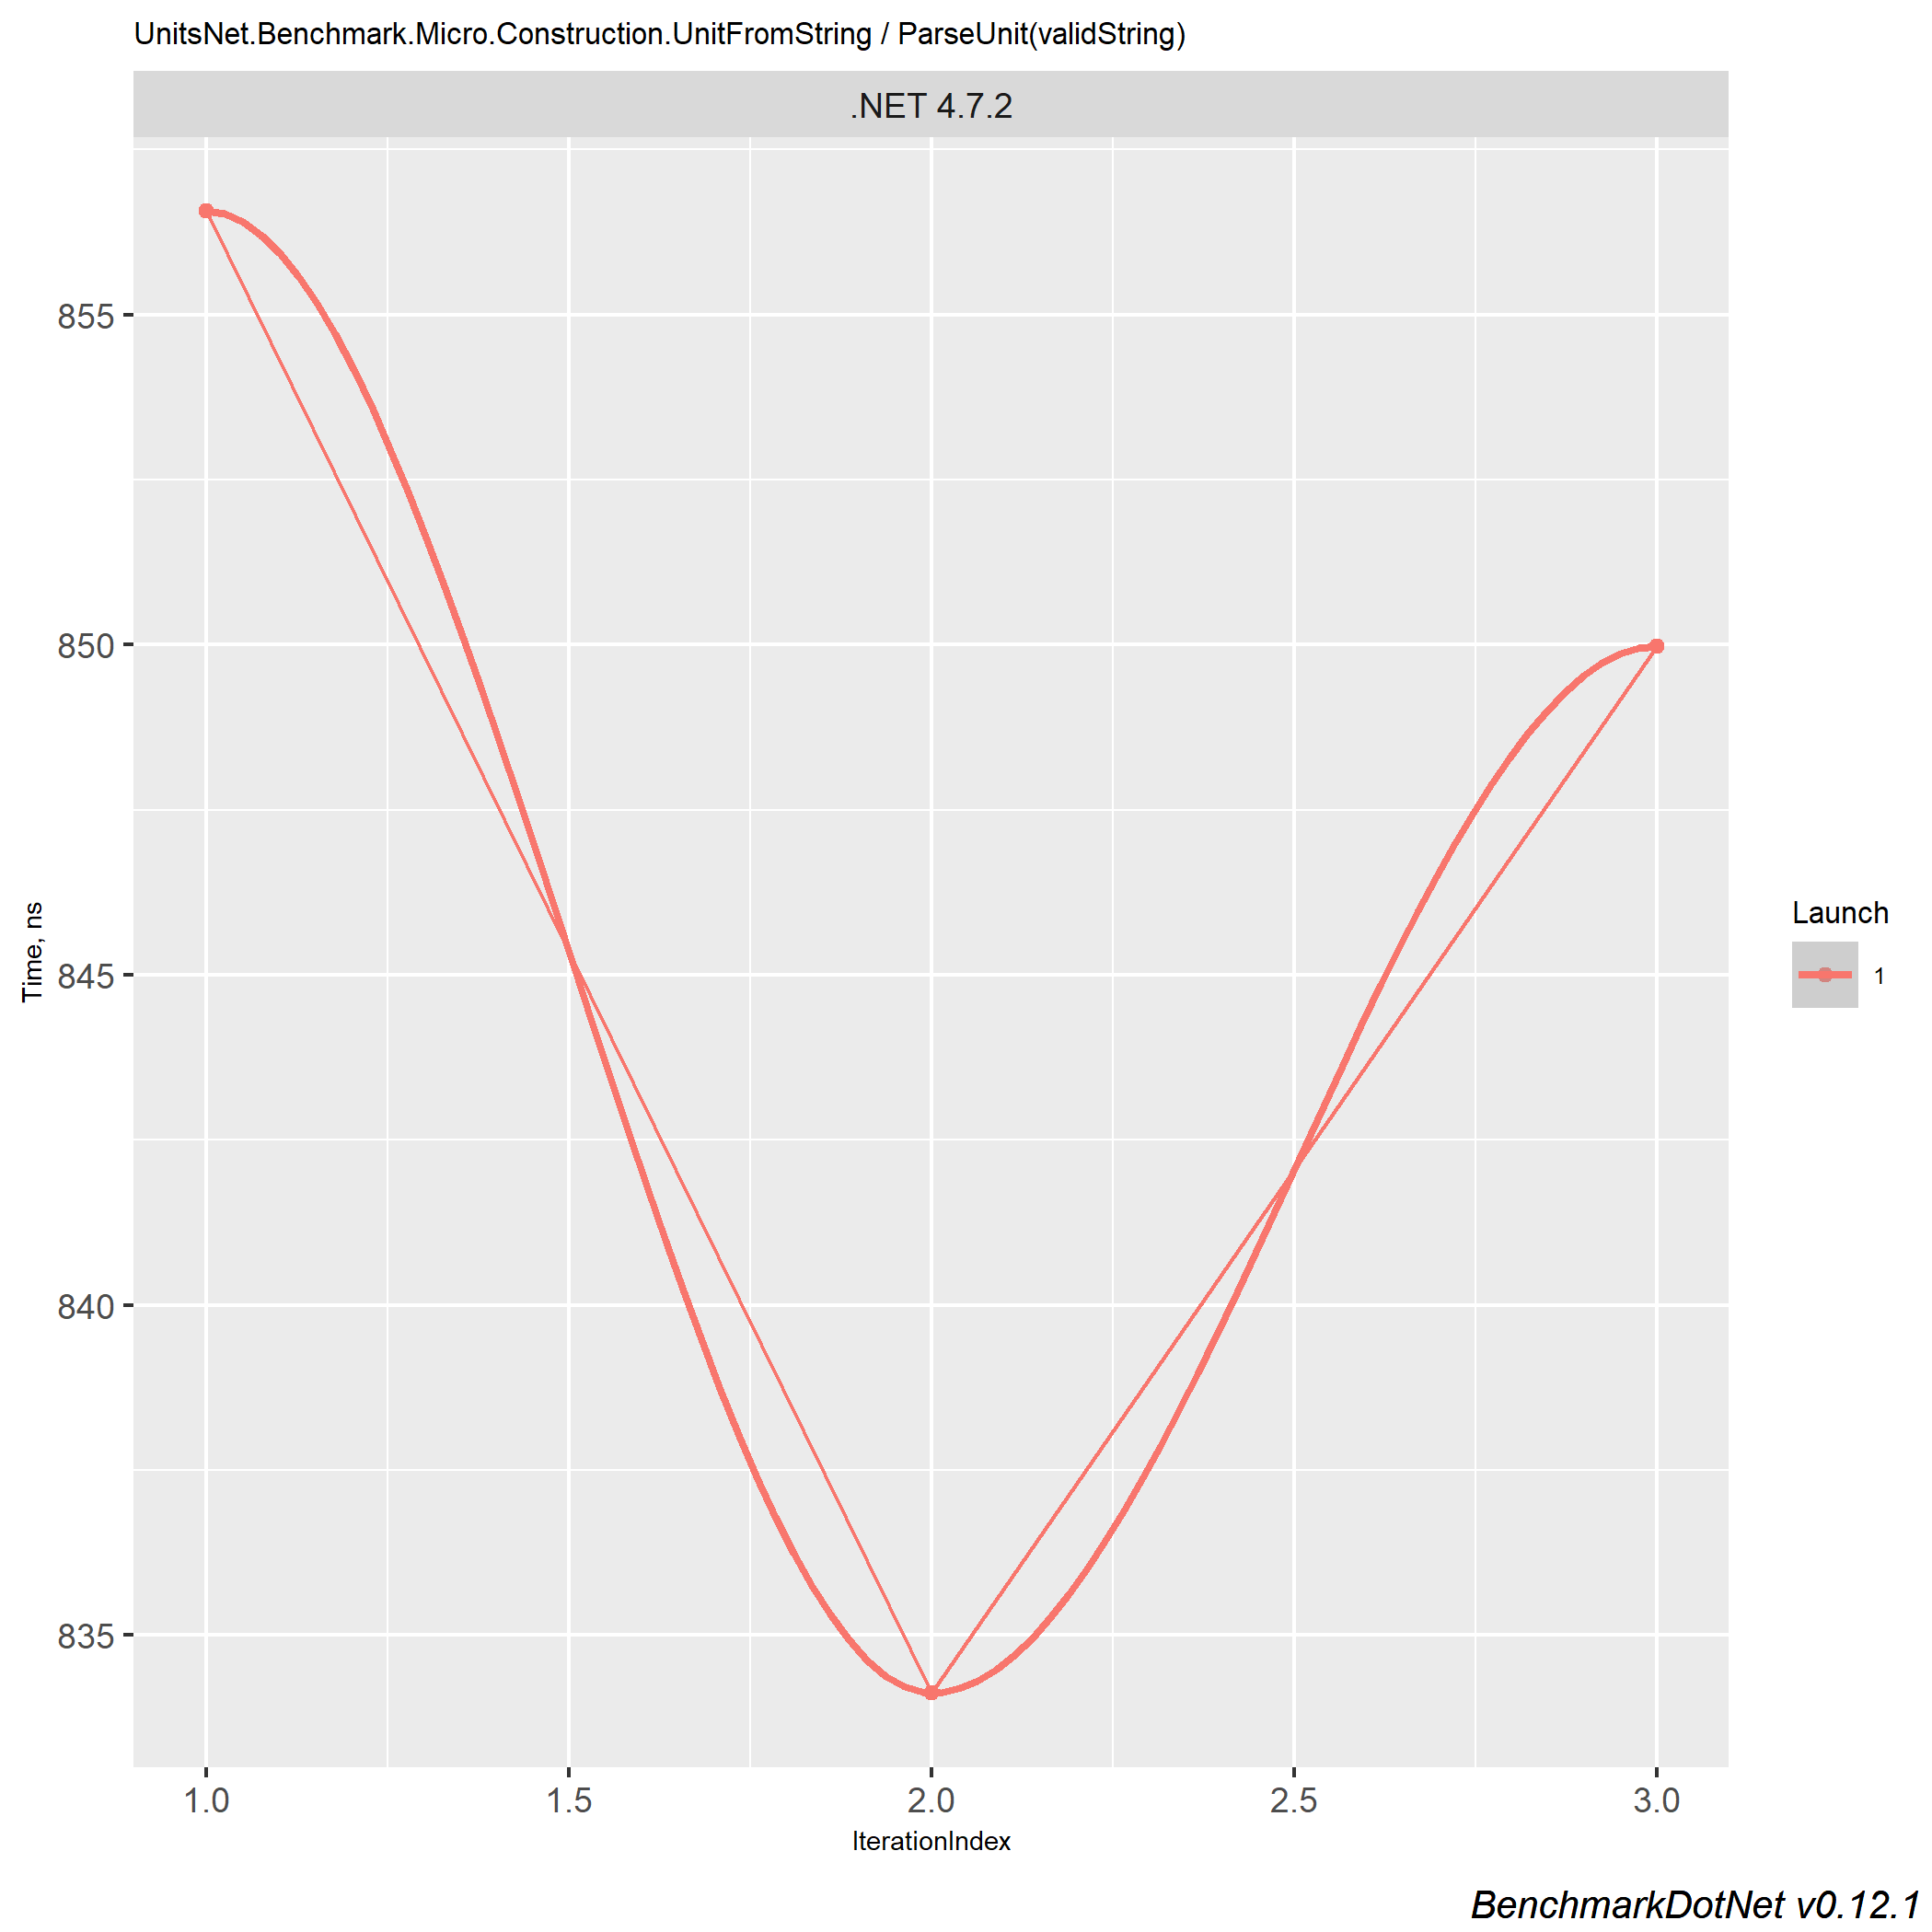 UnitsNet.Benchmark.Micro.Construction.UnitFromString / ParseUnit(validString)
.NET 4.7.2
855
850
845
840
835
Time, ns
1.0 1.5 2.0 2.5 3.0
IterationIndex
Launch
1
BenchmarkDotNet v0.12.1